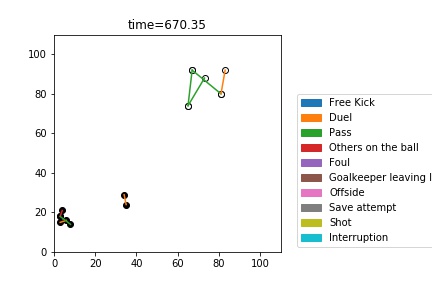 time=670.35
100
80
60
40
20
0
0 20 40 60 80 100
Free Kick
Duel
Pass
Others on the ball
Foul
Goalkeeper leaving l
Offside
Save attempt
Shot
Interruption